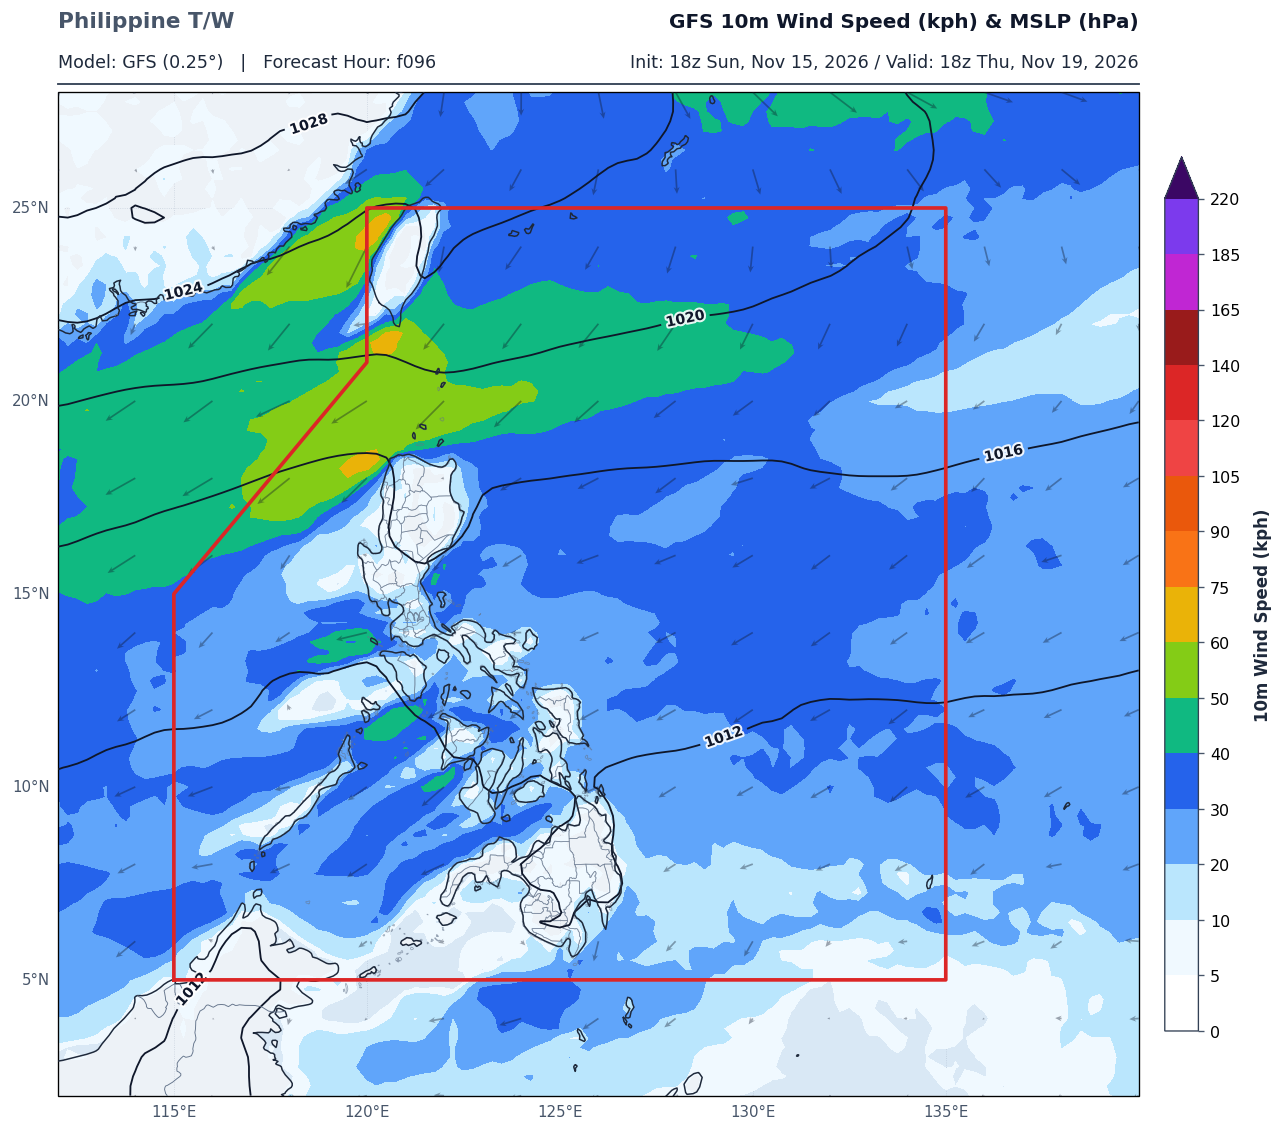 Philippine T/W
GFS 10m Wind Speed (kph) & MSLP (hPa)
Model: GFS (0.25°) | Forecast Hour: f096
Init: 18z Sun, Nov 15, 2026 / Valid: 18z Thu, Nov 19, 2026
1028
1024
1020
1016
1012
1012
25°N
20°N
15°N
10°N
5°N
115°E
120°E
125°E
130°E
135°E
220
185
165
140
120
105
90
75
60
50
40
30
20
10
5
0
10m Wind Speed (kph)